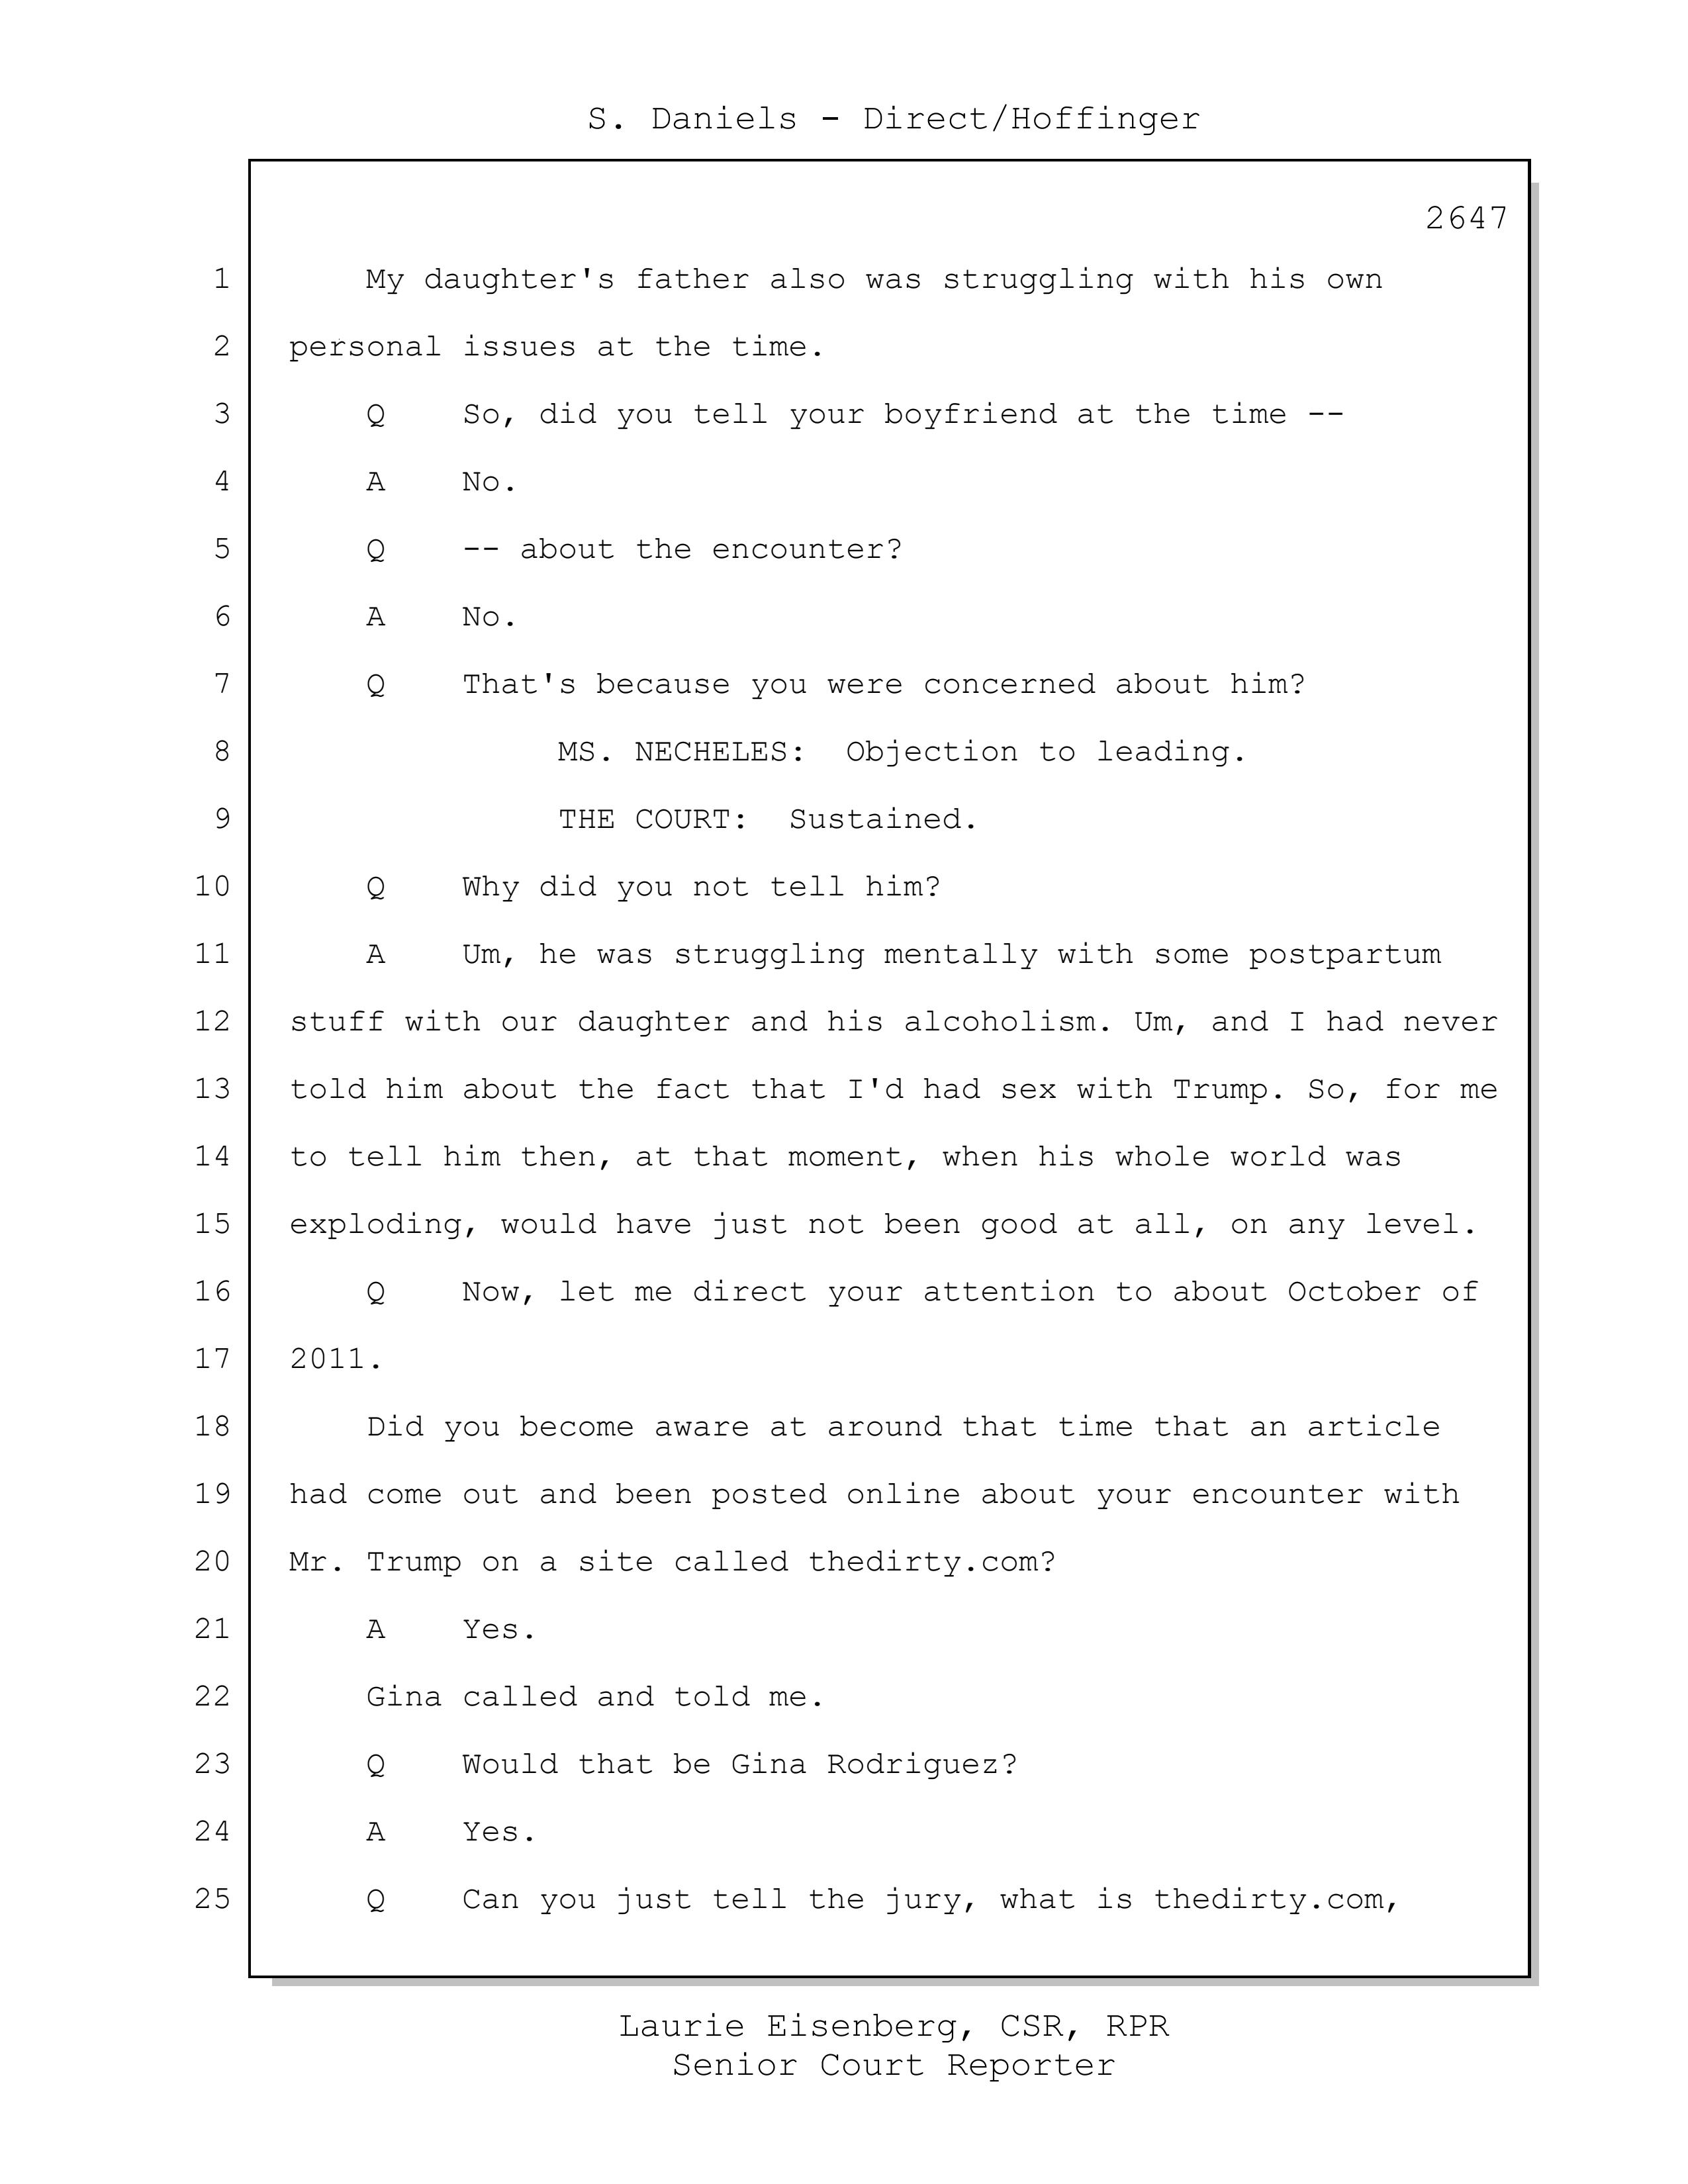 S. Daniels - Direct/Hoffinger
2647
1 My daughter's father also was struggling with his own
2 personal issues at the time.
3 Q So, did you tell your boyfriend at the time --
4 A No.
5 Q -- about the encounter?
6 A No.
7 Q That's because you were concerned about him?
8 MS. NECHELES: Objection to leading.
9 THE COURT: Sustained.
10 Q Why did you not tell him?
11 A Um, he was struggling mentally with some postpartum
12 stuff with our daughter and his alcoholism. Um, and I had never
13 told him about the fact that I'd had sex with Trump. So, for me
14 to tell him then, at that moment, when his whole world was
15 exploding, would have just not been good at all, on any level.
16 Q Now, let me direct your attention to about October of
17 2011.
18 Did you become aware at around that time that an article
19 had come out and been posted online about your encounter with
20 Mr. Trump on a site called thedirty.com?
21 A Yes.
22 Gina called and told me.
23 Q Would that be Gina Rodriguez?
24 A Yes.
25 Q Can you just tell the jury, what is thedirty.com,
Laurie Eisenberg, CSR, RPR
Senior Court Reporter